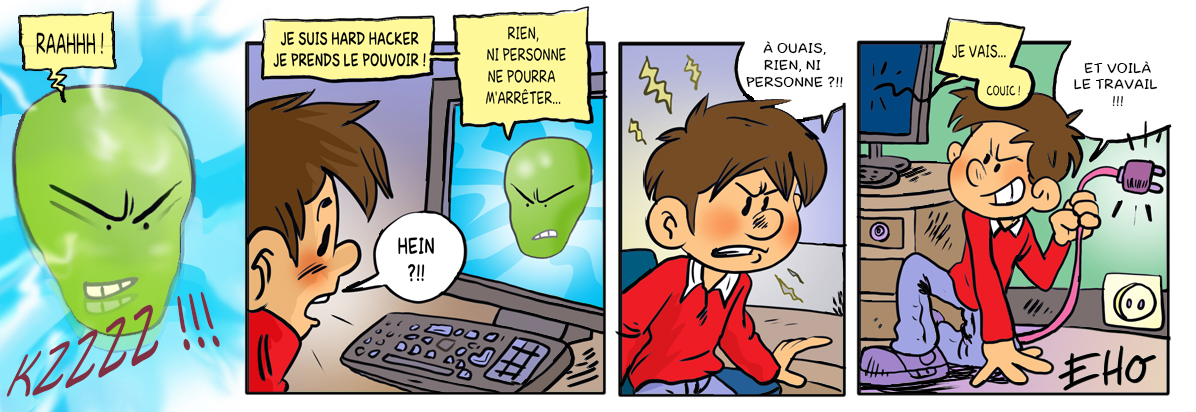 RAAHHH !
KZZZZ !!!
JE SUIS HARD HACKER
JE PRENDS LE POUVOIR !
RIEN,
NI PERSONNE
NE POURRA
M'ARRÊTER...
HEIN
?!!
À OUAIS,
RIEN, NI
PERSONNE ?!!
JE VAIS...
COUIC !
ET VOILÀ
LE TRAVAIL
!!!
EHO